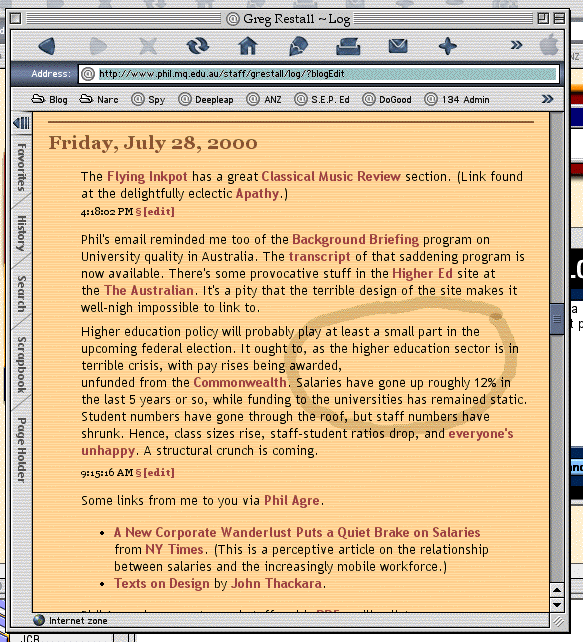 Greg Restall ~ Log
Address: http://www.phil.mq.edu.au/staff/grestall/log/?blogEdit
Blog Narc Spy Deepleap ANZ S.E.P. Ed DoGood 134 Admin
Favorites
History
Search
Scrapbook
Page Holder
Friday, July 28, 2000
The Flying Inkpot has a great Classical Music Review section. (Link found
at the delightfully eclectic Apathy.)
4:18:02 PM § [edit]
Phil's email reminded me too of the Background Briefing program on
University quality in Australia. The transcript of that saddening program is
now available. There's some provocative stuff in the Higher Ed site at
the The Australian. It's a pity that the terrible design of the site makes it
well-nigh impossible to link to.
Higher education policy will probably play at least a small part in the
upcoming federal election. It ought to, as the higher education sector is in
terrible crisis, with pay rises being awarded,
unfunded from the Commonwealth. Salaries have gone up roughly 12% in
the last 5 years or so, while funding to the universities has remained static.
Student numbers have gone through the roof, but staff numbers have
shrunk. Hence, class sizes rise, staff-student ratios drop, and everyone's
unhappy. A structural crunch is coming.
9:15:16 AM § [edit]
Some links from me to you via Phil Agre.
• A New Corporate Wanderlust Puts a Quiet Brake on Salaries
from NY Times. (This is a perceptive article on the relationship
between salaries and the increasingly mobile workforce.)
• Texts on Design by John Thackara.
Internet zone
JCR